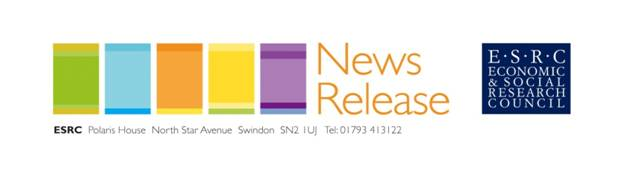 News
Release
E·S·R·C
ECONOMIC
& SOCIAL
RESEARCH
COUNCIL
ESRC Polaris House North Star Avenue Swindon SN2 1UJ Tel: 01793 413122